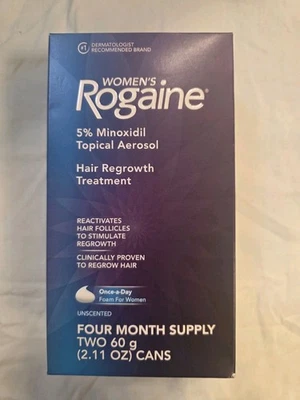 #1 DERMATOLOGIST
RECOMMENDED BRAND
WOMEN'S
Rogaine®
5% Minoxidil
Topical Aerosol
Hair Regrowth
Treatment
REACTIVATES
HAIR FOLLICLES
TO STIMULATE
REGROWTH
CLINICALLY PROVEN
TO REGROW HAIR
Once-a-Day
Foam For Women
UNSCENTED
FOUR MONTH SUPPLY
TWO 60 g
(2.11 OZ) CANS